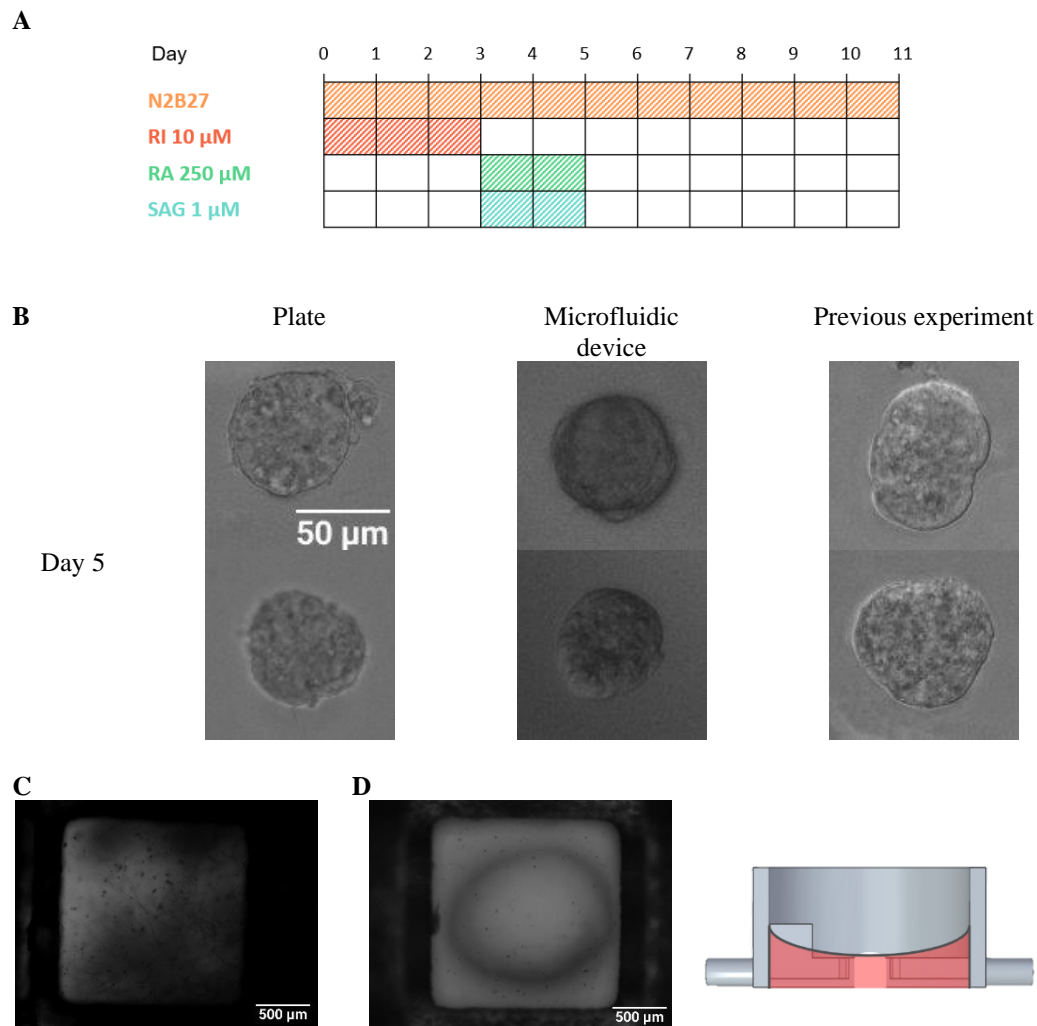 A
Day 0 1 2 3 4 5 6 7 8 9 10 11
N2B27
RI 10 µM
RA 250 µM
SAG 1 µM
B
Plate
Microfluidic
device
Previous experiment
50 µm
Day 5
C
D
500 µm
500 µm